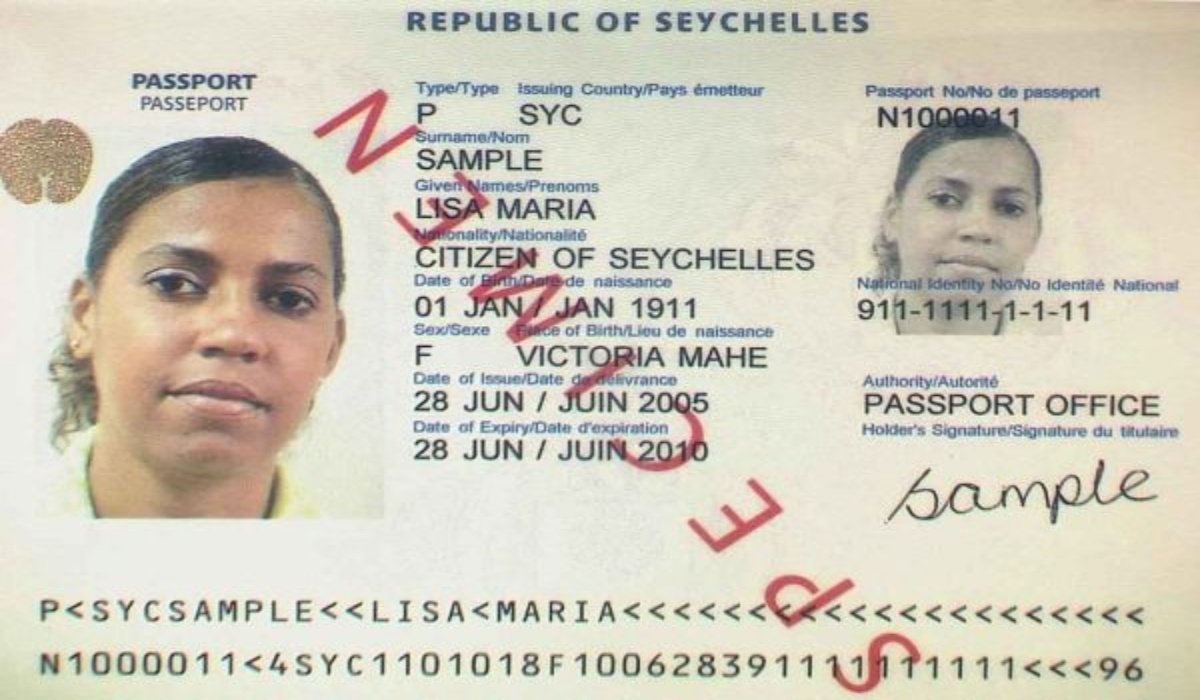 REPUBLIC OF SEYCHELLES
PASSPORT
PASSEPORT
Type/Type Issuing Country/Pays émetteur
P SYC
Passport No/No de passeport
N1000011
Surname/Nom
SAMPLE
Given Names/Prenoms
LISA MARIA
Nationality/Nationalité
CITIZEN OF SEYCHELLES
Date of Birth/Date de naissance
01 JAN / JAN 1911
National Identity No/No Identité National
911-1111-1-1-11
Sex/Sexe Place of Birth/Lieu de naissance
F VICTORIA MAHE
Date of Issue/Date de délivrance
28 JUN / JUIN 2005
Authority/Autorité
PASSPORT OFFICE
Date of Expiry/Date d'expiration
28 JUN / JUIN 2010
Holder's Signature/Signature du titulaire
sample
SPECIMEN
P<SYCSAMPLE<<LISA<MARIA<<<<<<<<<<<<<<<<<<<<<
N1000011<4SYC1101018F10062839111111111<<<96